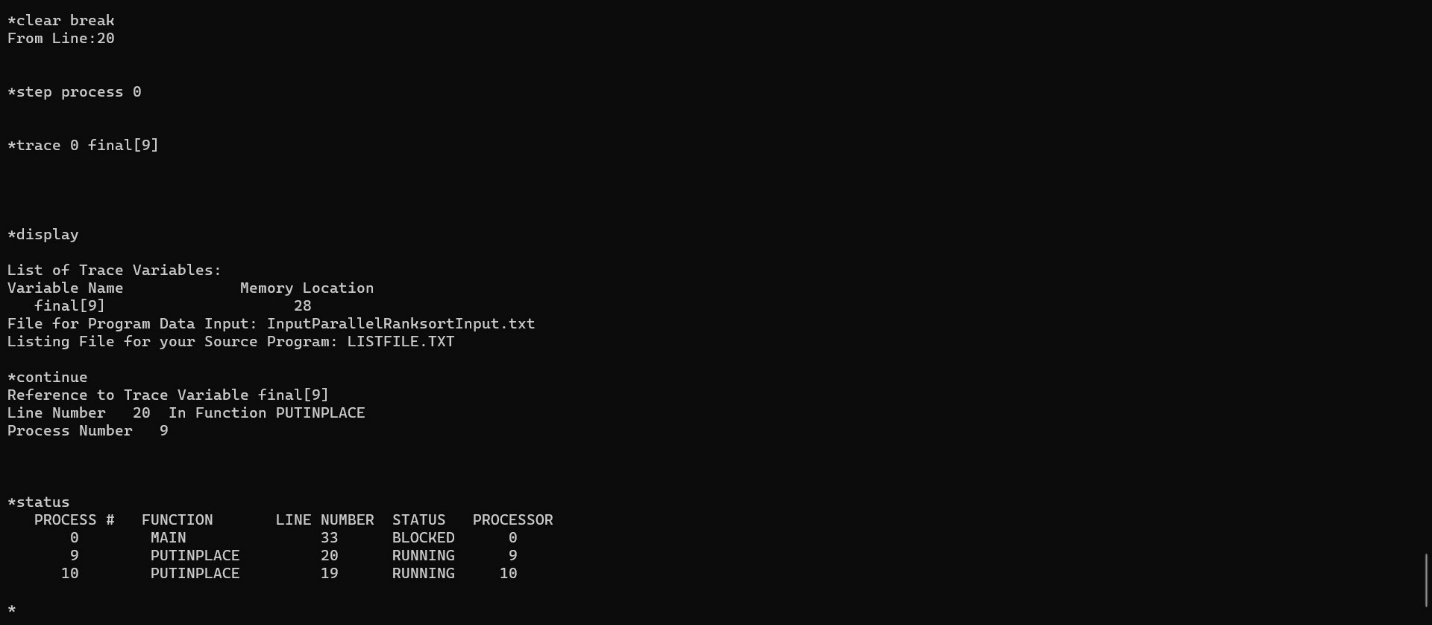 *clear break
From Line:20
*step process 0
*trace 0 final[9]
*display
List of Trace Variables:
Variable Name             Memory Location
   final[9]                     28
File for Program Data Input: InputParallelRanksortInput.txt
Listing File for your Source Program: LISTFILE.TXT
*continue
Reference to Trace Variable final[9]
Line Number   20  In Function PUTINPLACE
Process Number   9
*status
   PROCESS #   FUNCTION       LINE NUMBER  STATUS   PROCESSOR
       0        MAIN               33      BLOCKED      0
       9        PUTINPLACE         20      RUNNING      9
      10        PUTINPLACE         19      RUNNING     10
*